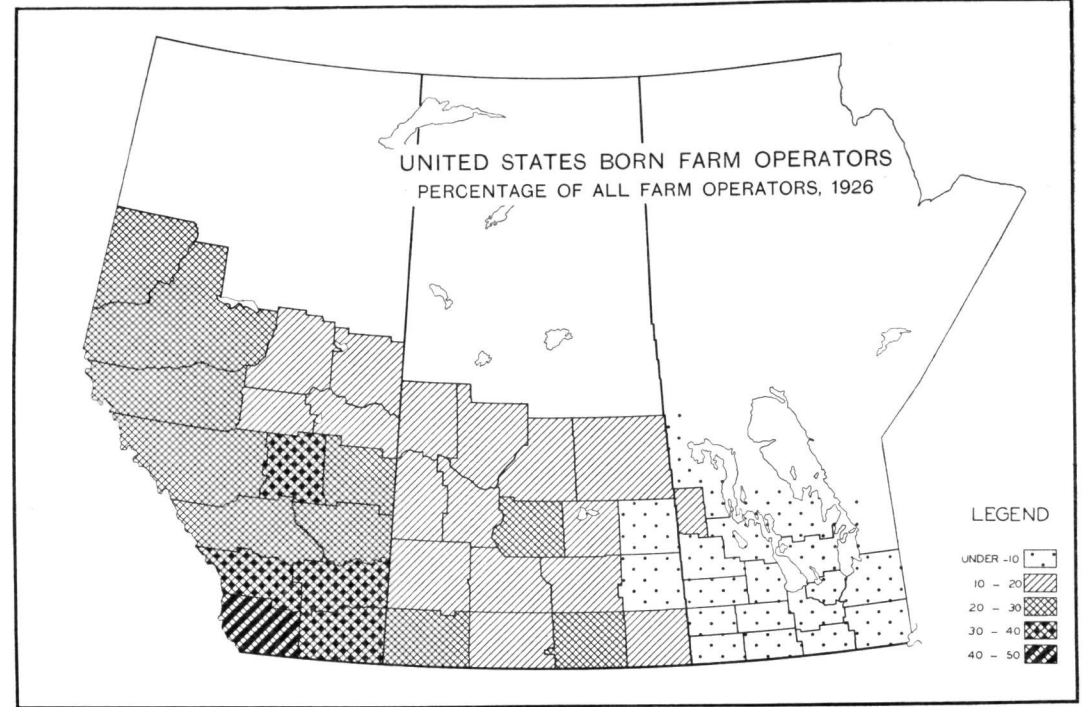 UNITED STATES BORN FARM OPERATORS
PERCENTAGE OF ALL FARM OPERATORS, 1926
LEGEND
UNDER -10
10 - 20
20 - 30
30 - 40
40 - 50